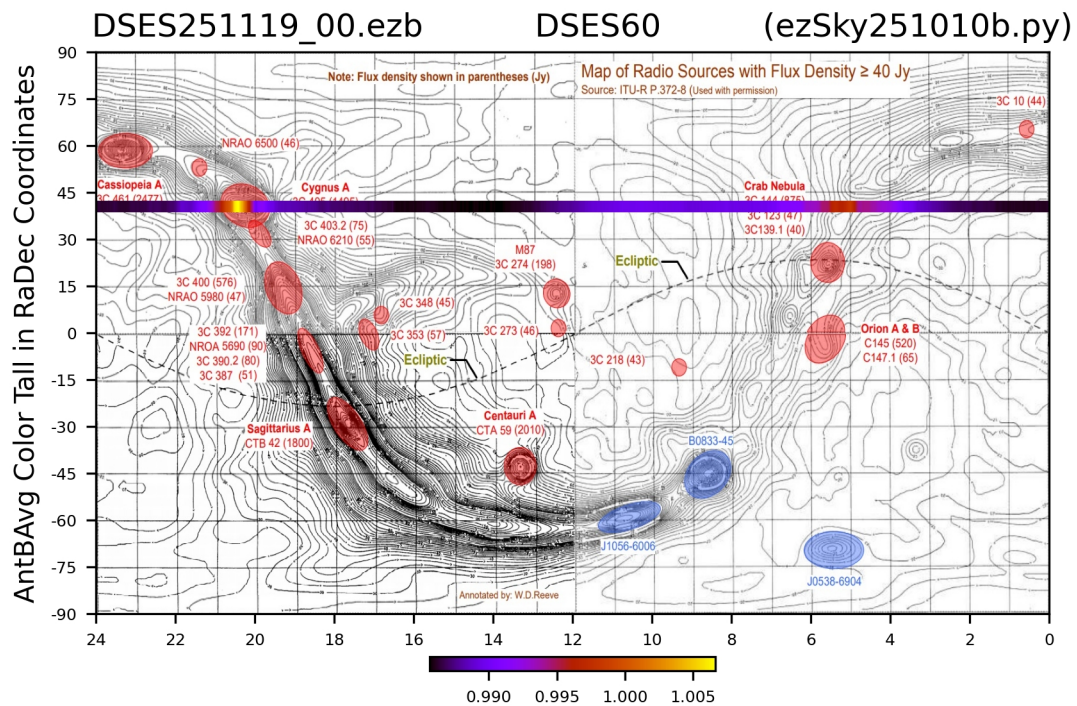 DSES251119_00.ezb DSES60 (ezSky251010b.py)
AntBAvg Color Tall in RaDec Coordinates
90
75
60
45
30
15
0
-15
-30
-45
-60
-75
-90
Note: Flux density shown in parentheses (Jy)
Map of Radio Sources with Flux Density ≥ 40 Jy
Source: ITU-R P.372-8 (Used with permission)
3C 10 (44)
NRAO 6500 (46)
Cassiopeia A
3C 461 (2477)
Cygnus A
Crab Nebula
3C 123 (47)
3C139.1 (40)
3C 403.2 (75)
NRAO 6210 (55)
M87
3C 274 (198)
Ecliptic
3C 400 (576)
NRAO 5980 (47)
3C 348 (45)
3C 392 (171)
NROA 5690 (90)
3C 390.2 (80)
3C 387 (51)
3C 353 (57)
3C 273 (46)
Orion A & B
C145 (520)
C147.1 (65)
Ecliptic
3C 218 (43)
Sagittarius A
CTB 42 (1800)
Centauri A
CTA 59 (2010)
B0833-45
J1056-6006
J0538-6904
Annotated by: W.D.Reeve
24 22 20 18 16 14 12 10 8 6 4 2 0
0.990 0.995 1.000 1.005